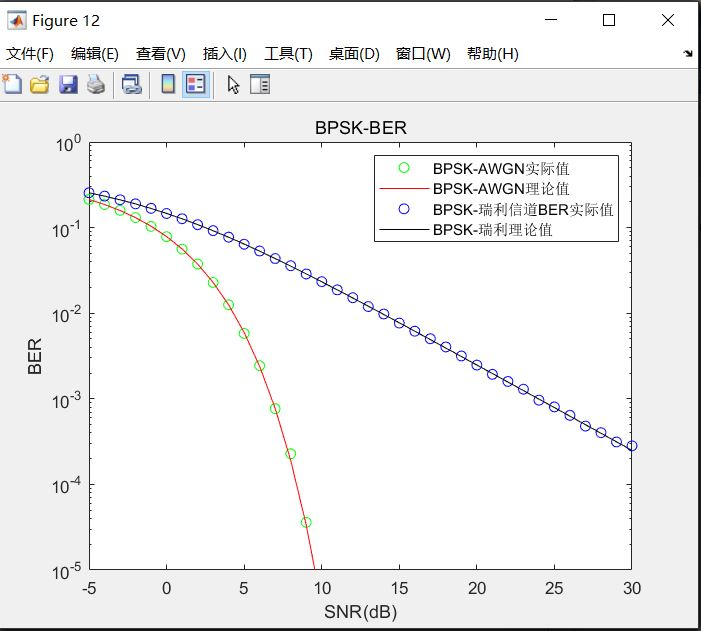 Figure 12
文件(F) 编辑(E) 查看(V) 插入(I) 工具(T) 桌面(D) 窗口(W) 帮助(H)
BPSK-BER
BPSK-AWGN实际值
BPSK-AWGN理论值
BPSK-瑞利信道BER实际值
BPSK-瑞利理论值
10^0
10^-1
10^-2
10^-3
10^-4
10^-5
BER
-5 0 5 10 15 20 25 30
SNR(dB)